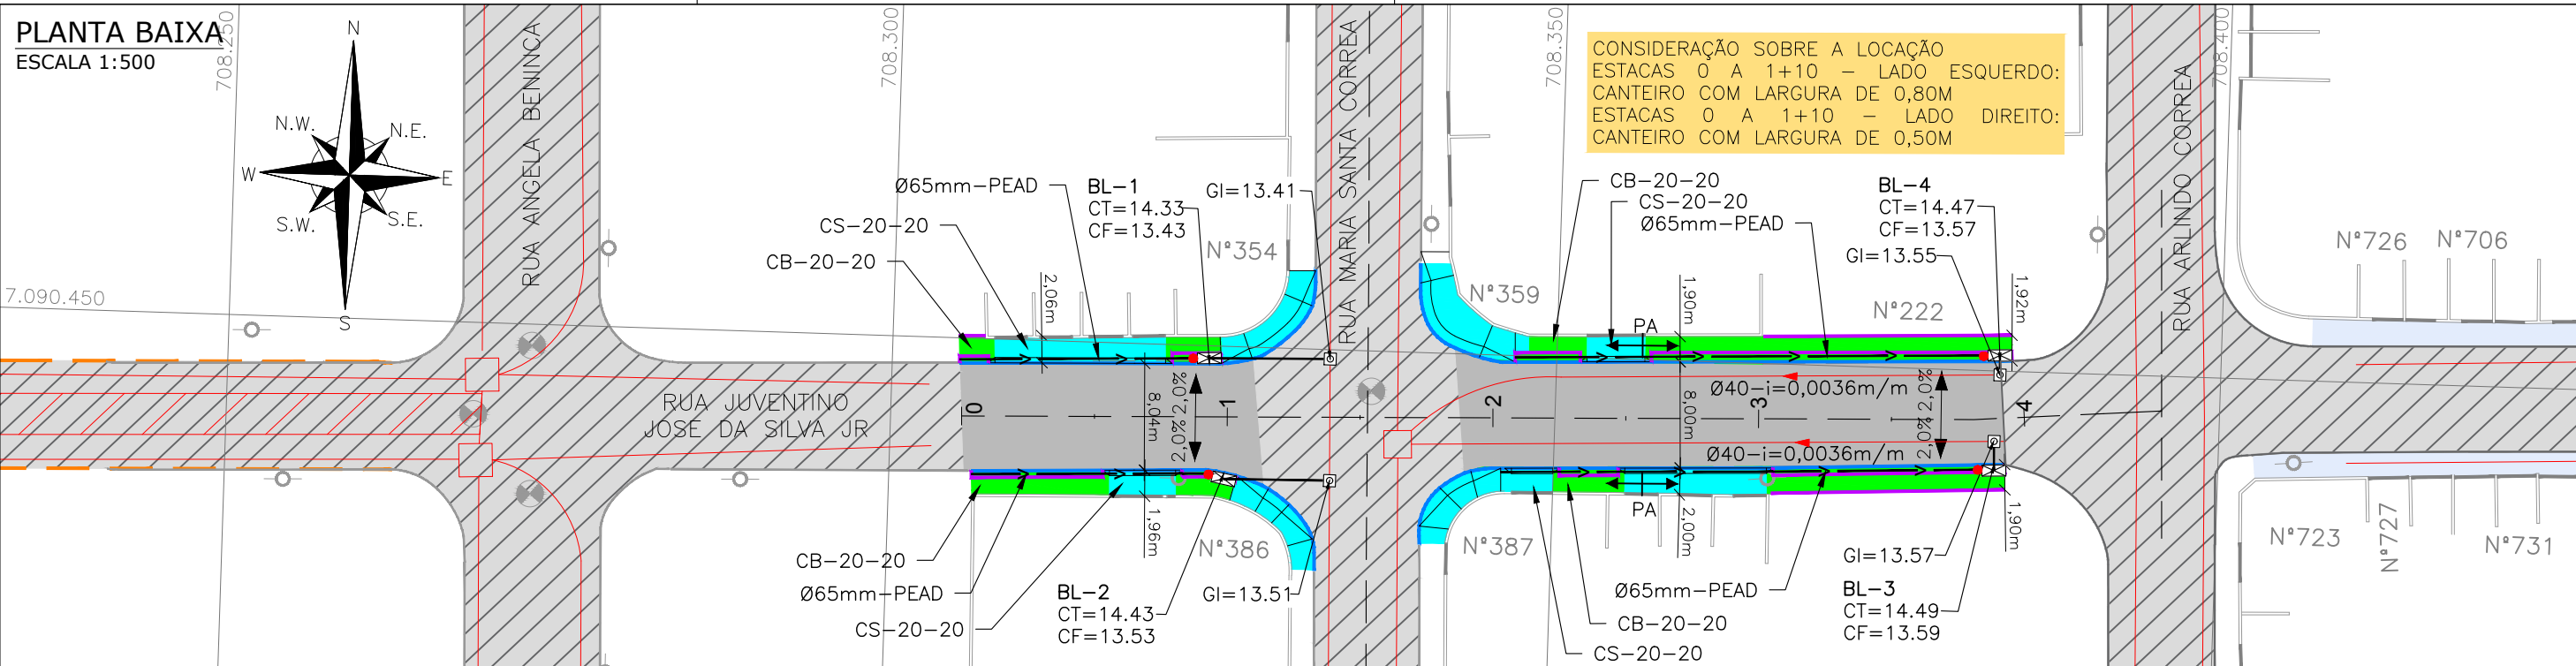 PLANTA BAIXA
ESCALA 1:500
N
N.W.
N.E.
W
E
S.W.
S.E.
S
708.250
708.300
708.350
708.400
7.090.450
RUA ANGELA BENINCA
RUA MARIA SANTA CORREA
RUA ARLINDO CORREA
RUA JUVENTINO
JOSE DA SILVA JR
CONSIDERAÇÃO SOBRE A LOCAÇÃO
ESTACAS 0 A 1+10 – LADO ESQUERDO:
CANTEIRO COM LARGURA DE 0,80M
ESTACAS 0 A 1+10 – LADO DIREITO:
CANTEIRO COM LARGURA DE 0,50M
Ø65mm-PEAD
CS-20-20
CB-20-20
BL-1
CT=14.33
CF=13.43
GI=13.41
N°354
2,06m
N°359
CB-20-20
CS-20-20
Ø65mm-PEAD
PA
1,90m
BL-4
CT=14.47
CF=13.57
GI=13.55
N°222
1,92m
N°726
N°706
0
1
2
3
4
8,04m
2,0%
2,0%
8,00m
Ø40-i=0,0036m/m
Ø40-i=0,0036m/m
2,0%
2,0%
CB-20-20
Ø65mm-PEAD
CS-20-20
1,96m
BL-2
CT=14.43
CF=13.53
N°386
GI=13.51
N°387
PA
2,00m
Ø65mm-PEAD
CB-20-20
CS-20-20
GI=13.57
BL-3
CT=14.49
CF=13.59
1,90m
N°723
N°727
N°731